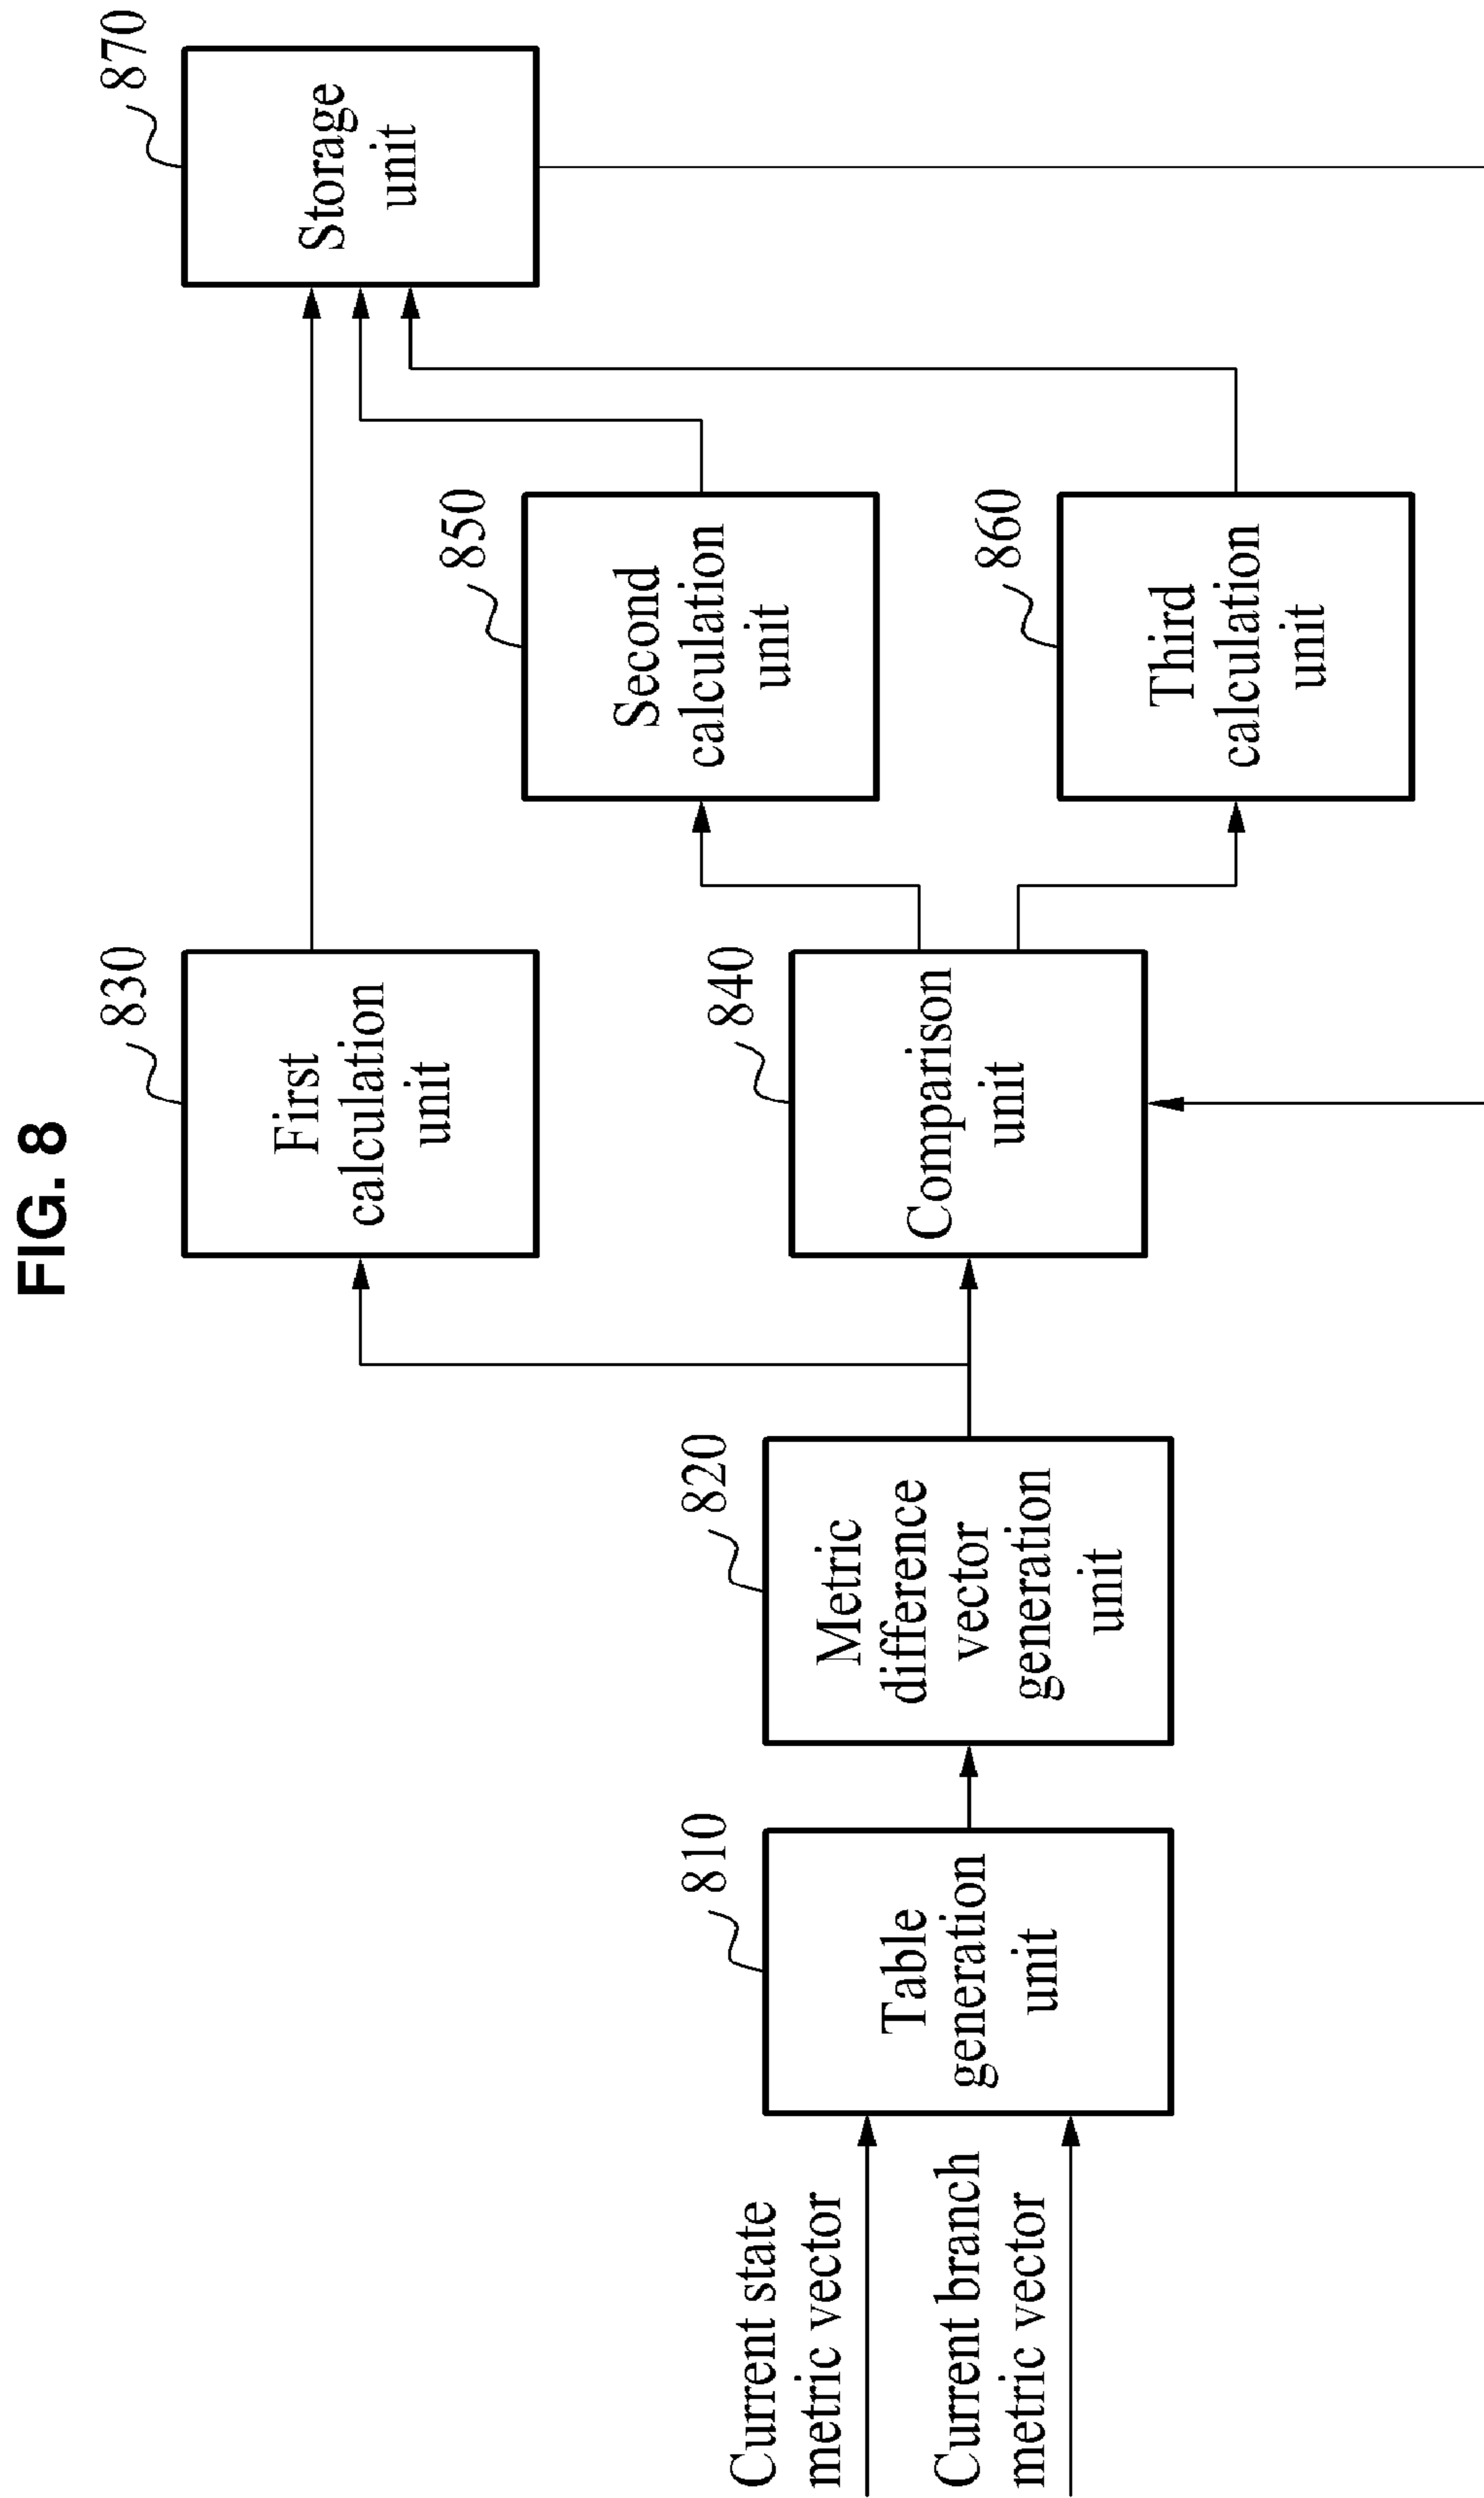 FIG. 8
Current state
metric vector
Current branch
metric vector
810
Table
generation
unit
820
Metric
difference
vector
generation
unit
830
First
calculation
unit
840
Comparison
unit
850
Second
calculation
unit
860
Third
calculation
unit
870
Storage
unit